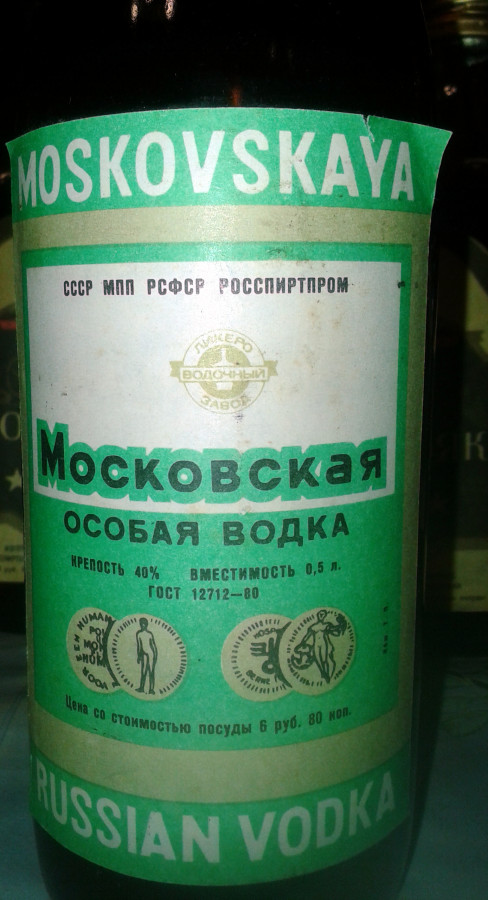 MOSKOVSKAYA
СССР МПП РСФСР РОССПИРТПРОМ
ЛИКЕРО
ВОДОЧНЫЙ
ЗАВОД
Московская
ОСОБАЯ ВОДКА
КРЕПОСТЬ 40% ВМЕСТИМОСТЬ 0,5 л.
ГОСТ 12712—80
Цена со стоимостью посуды 6 руб. 80 коп.
RUSSIAN VODKA